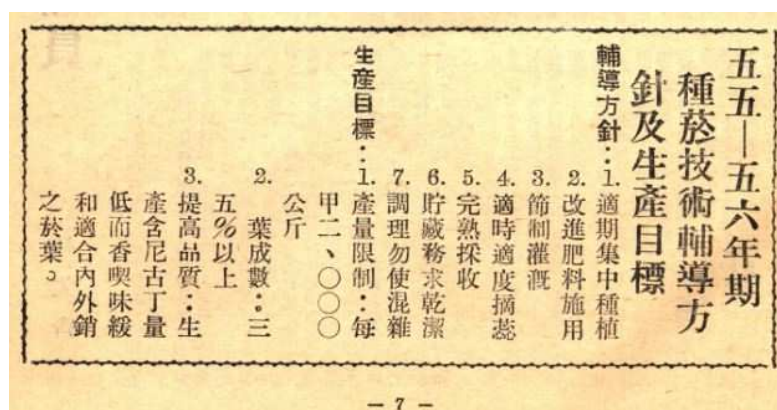 五五—五六年期
種菸技術輔導方
針及生產目標
輔導方針：1. 適期集中種植
2. 改進肥料施用
3. 節制灌溉
4. 適時適度摘蕊
5. 完熟採收
6. 貯藏務求乾潔
7. 調理勿使混雜
生產目標：1. 產量限制：每
甲二、〇〇〇
公斤
2. 葉成數：三
五％以上
3. 提高品質：生
產含尼古丁量
低而香喫味緩
和適合內外銷
之菸葉。
— 7 —